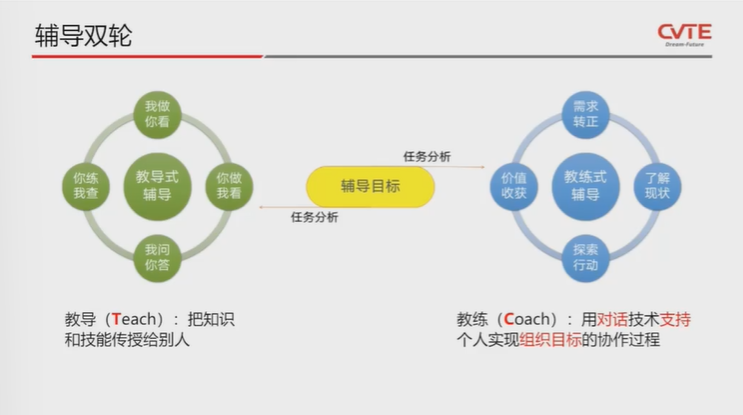 辅导双轮
CVTE
Dream·Future
我做
你看
你练
我查
教导式
辅导
你做
我看
我问
你答
任务分析
辅导目标
任务分析
需求
转正
价值
收获
教练式
辅导
了解
现状
探索
行动
教导（Teach）：把知识
和技能传授给别人
教练（Coach）：用对话技术支持
个人实现组织目标的协作过程